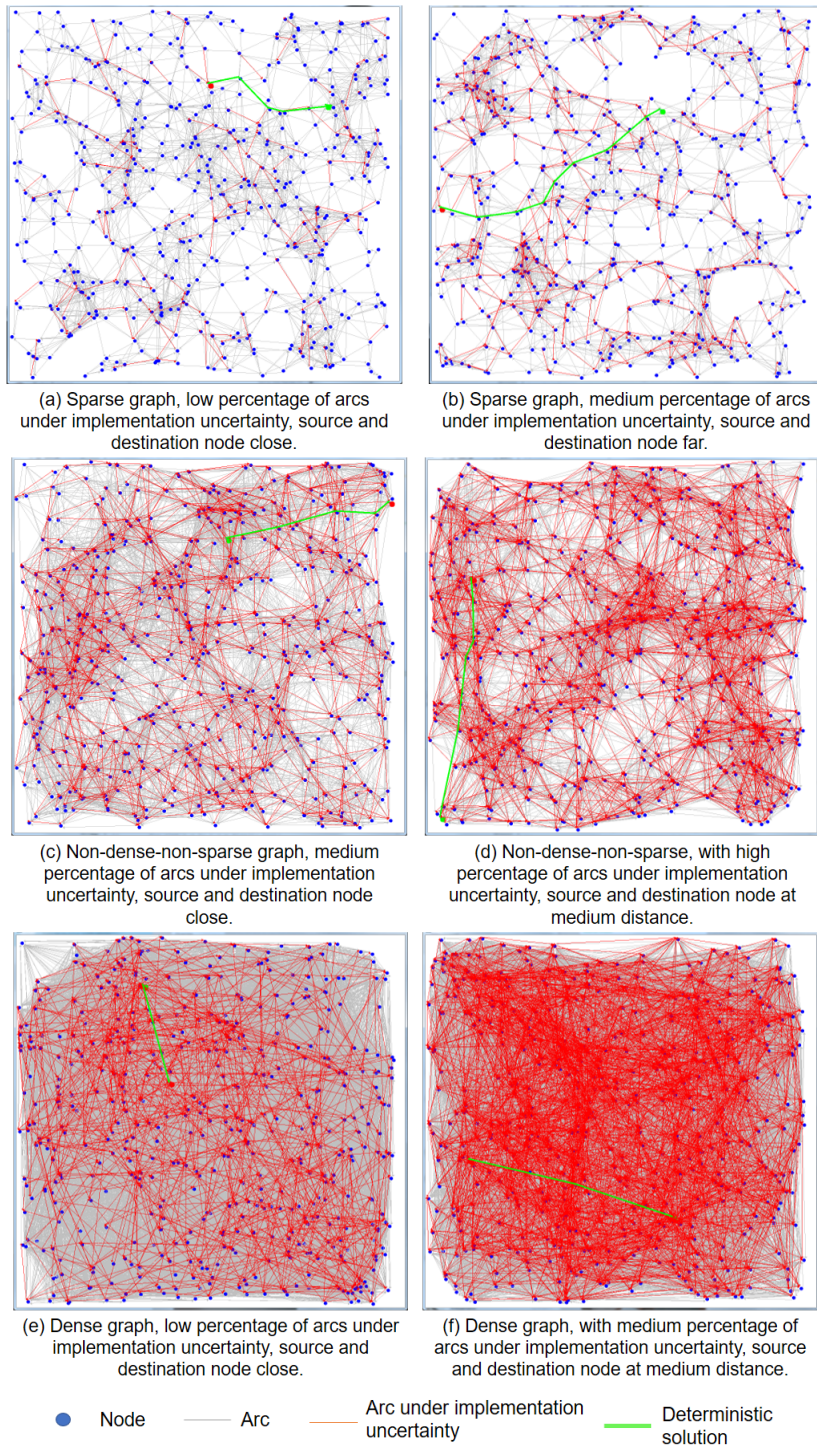 (a) Sparse graph, low percentage of arcs
under implementation uncertainty, source and
destination node close.
(b) Sparse graph, medium percentage of arcs
under implementation uncertainty, source and
destination node far.
(c) Non-dense-non-sparse graph, medium
percentage of arcs under implementation
uncertainty, source and destination node
close.
(d) Non-dense-non-sparse, with high
percentage of arcs under implementation
uncertainty, source and destination node at
medium distance.
(e) Dense graph, low percentage of arcs under
implementation uncertainty, source and
destination node close.
(f) Dense graph, with medium percentage of
arcs under implementation uncertainty, source
and destination node at medium distance.
Node
Arc
Arc under implementation
uncertainty
Deterministic
solution